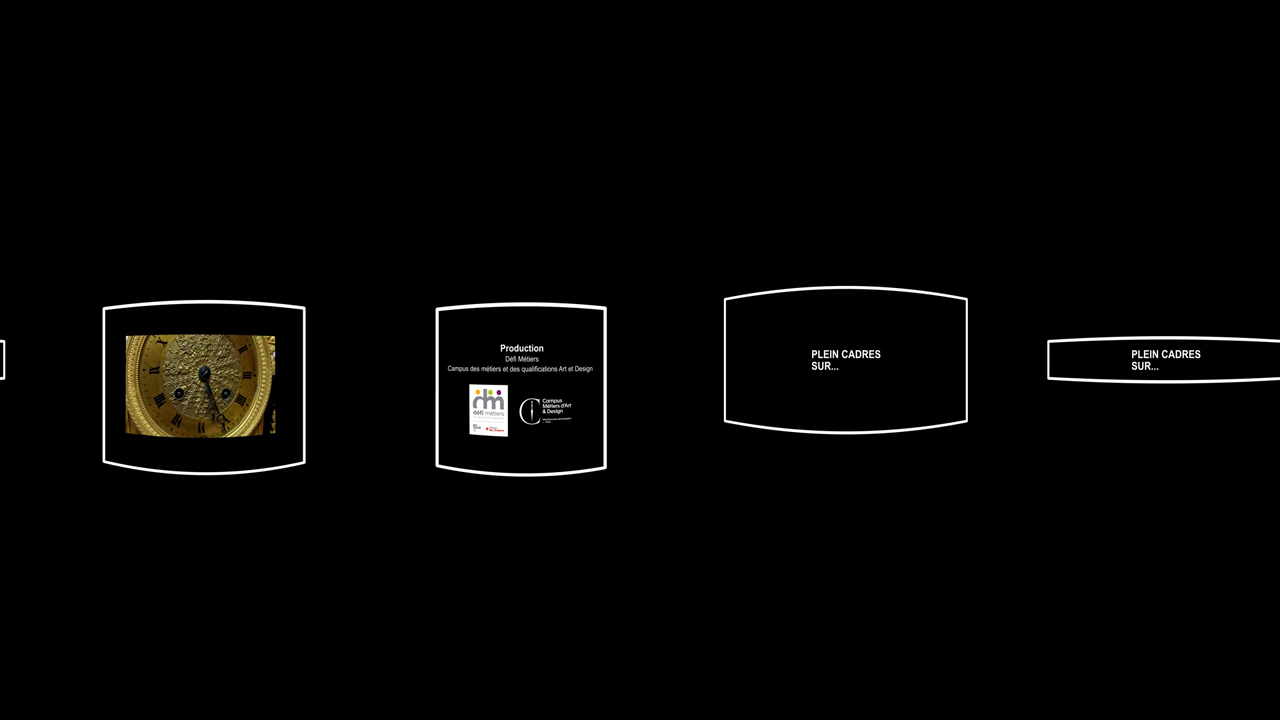 Production
Défi Métiers
Campus des métiers et des qualifications Art et Design
défi métiers
Campus
Métiers d'Art
& Design
PLEIN CADRES
SUR...
PLEIN CADRES
SUR...